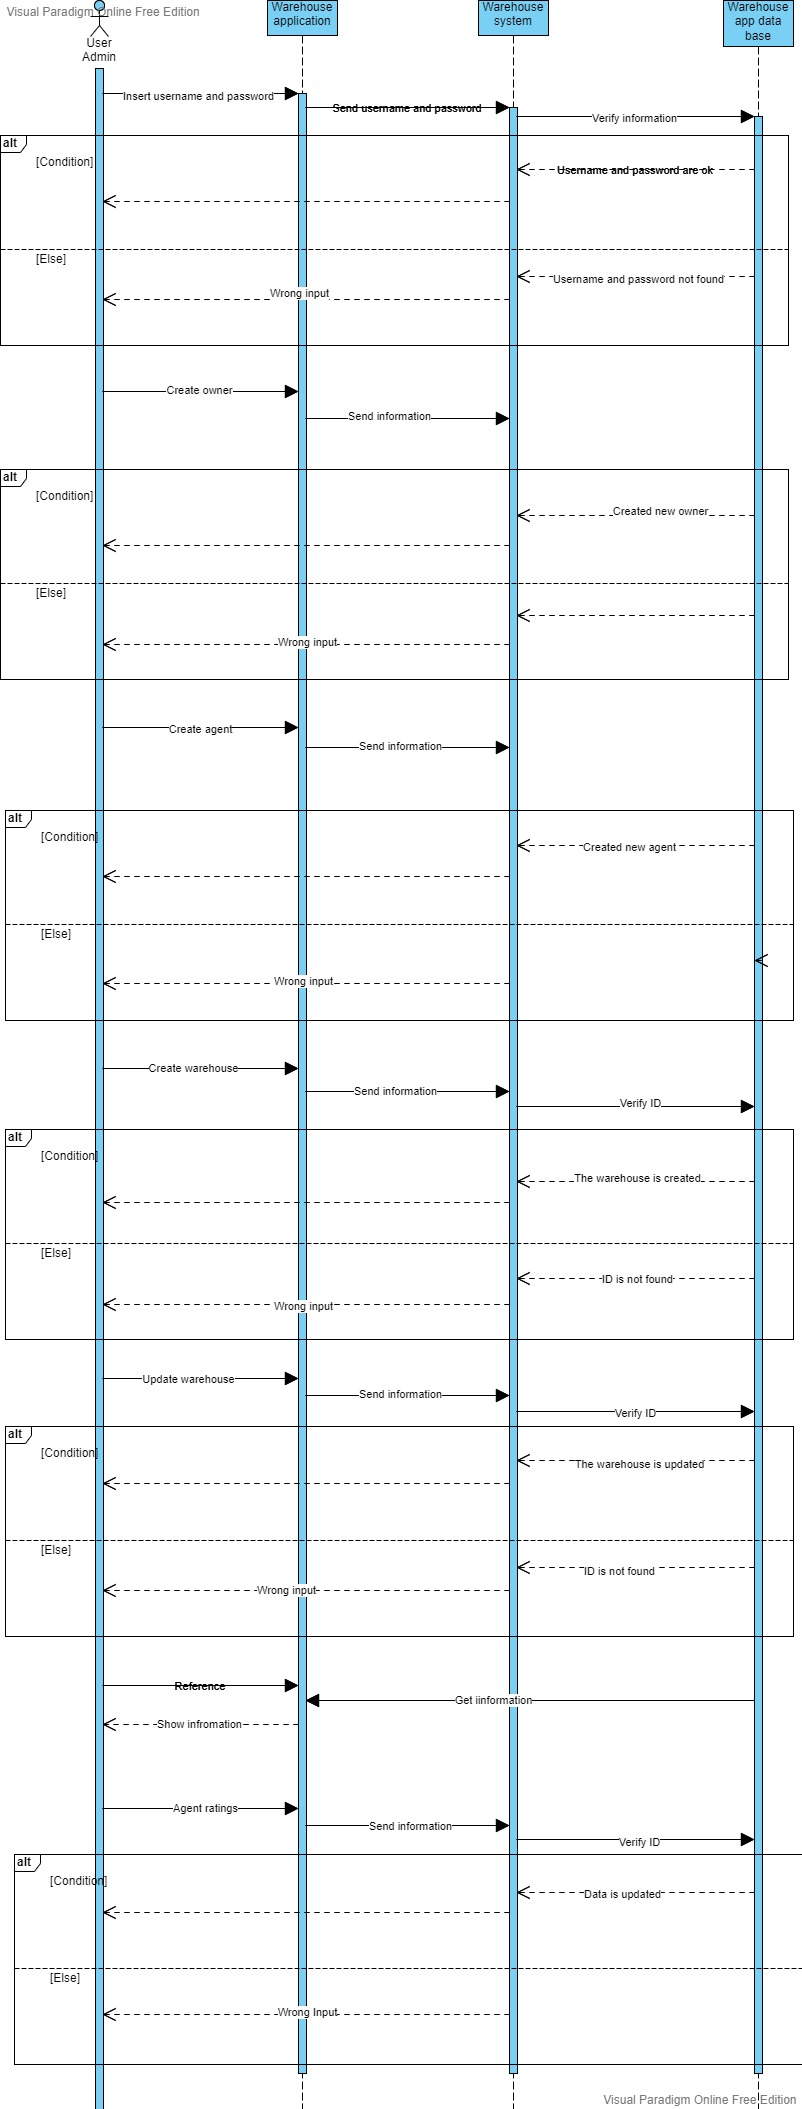 Visual Paradigm Online Free Edition
User
Admin
Warehouse
application
Warehouse
system
Warehouse
app data
base
Insert username and password
Send username and password
Verify information
alt
[Condition]
Username and password are ok
[Else]
Username and password not found
Wrong input
Create owner
Send information
alt
[Condition]
Created new owner
[Else]
Wrong input
Create agent
Send information
alt
[Condition]
Created new agent
[Else]
Wrong input
Create warehouse
Send information
Verify ID
alt
[Condition]
The warehouse is created
[Else]
ID is not found
Wrong input
Update warehouse
Send information
Verify ID
alt
[Condition]
The warehouse is updated
[Else]
ID is not found
Wrong input
Reference
Get iinformation
Show infromation
Agent ratings
Send information
Verify ID
alt
[Condition]
Data is updated
[Else]
Wrong Input
Visual Paradigm Online Free Edition